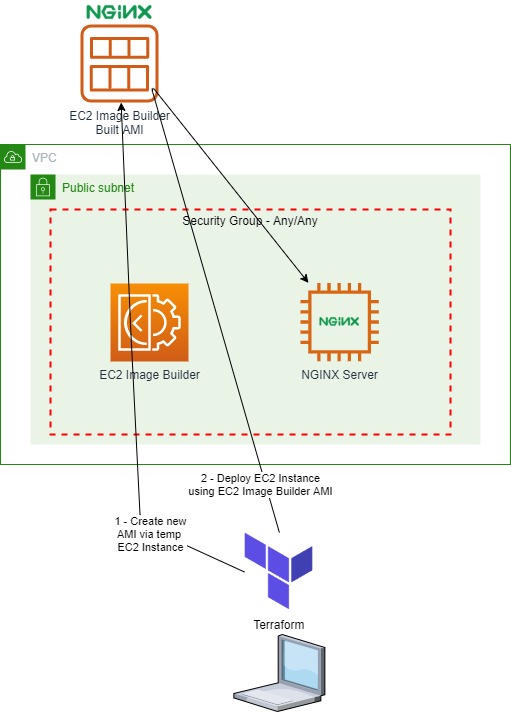 NGINX
EC2 Image Builder
Built AMI
VPC
Public subnet
Security Group - Any/Any
NGINX
EC2 Image Builder
NGINX Server
2 - Deploy EC2 Instance
using EC2 Image Builder AMI
1 - Create new
AMI via temp
EC2 Instance
Terraform